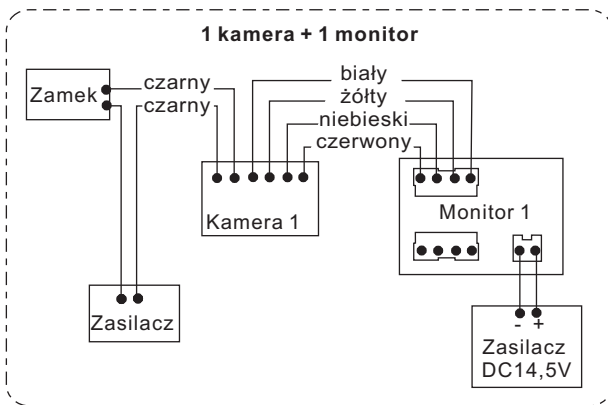 1 kamera + 1 monitor
biały
czarny
Zamek
żółty
czarny
niebieski
czerwony
Monitor 1
Kamera 1
Zasilacz
- +
Zasilacz
DC14,5V